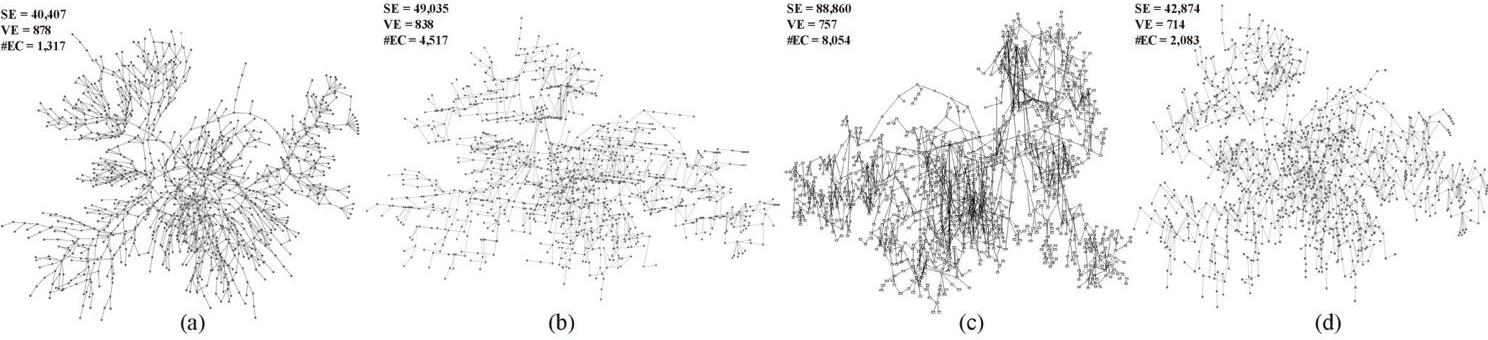 SE = 40,407
VE = 878
#EC = 1,317
(a)
SE = 49,035
VE = 838
#EC = 4,517
(b)
SE = 88,860
VE = 757
#EC = 8,054
(c)
SE = 42,874
VE = 714
#EC = 2,083
(d)